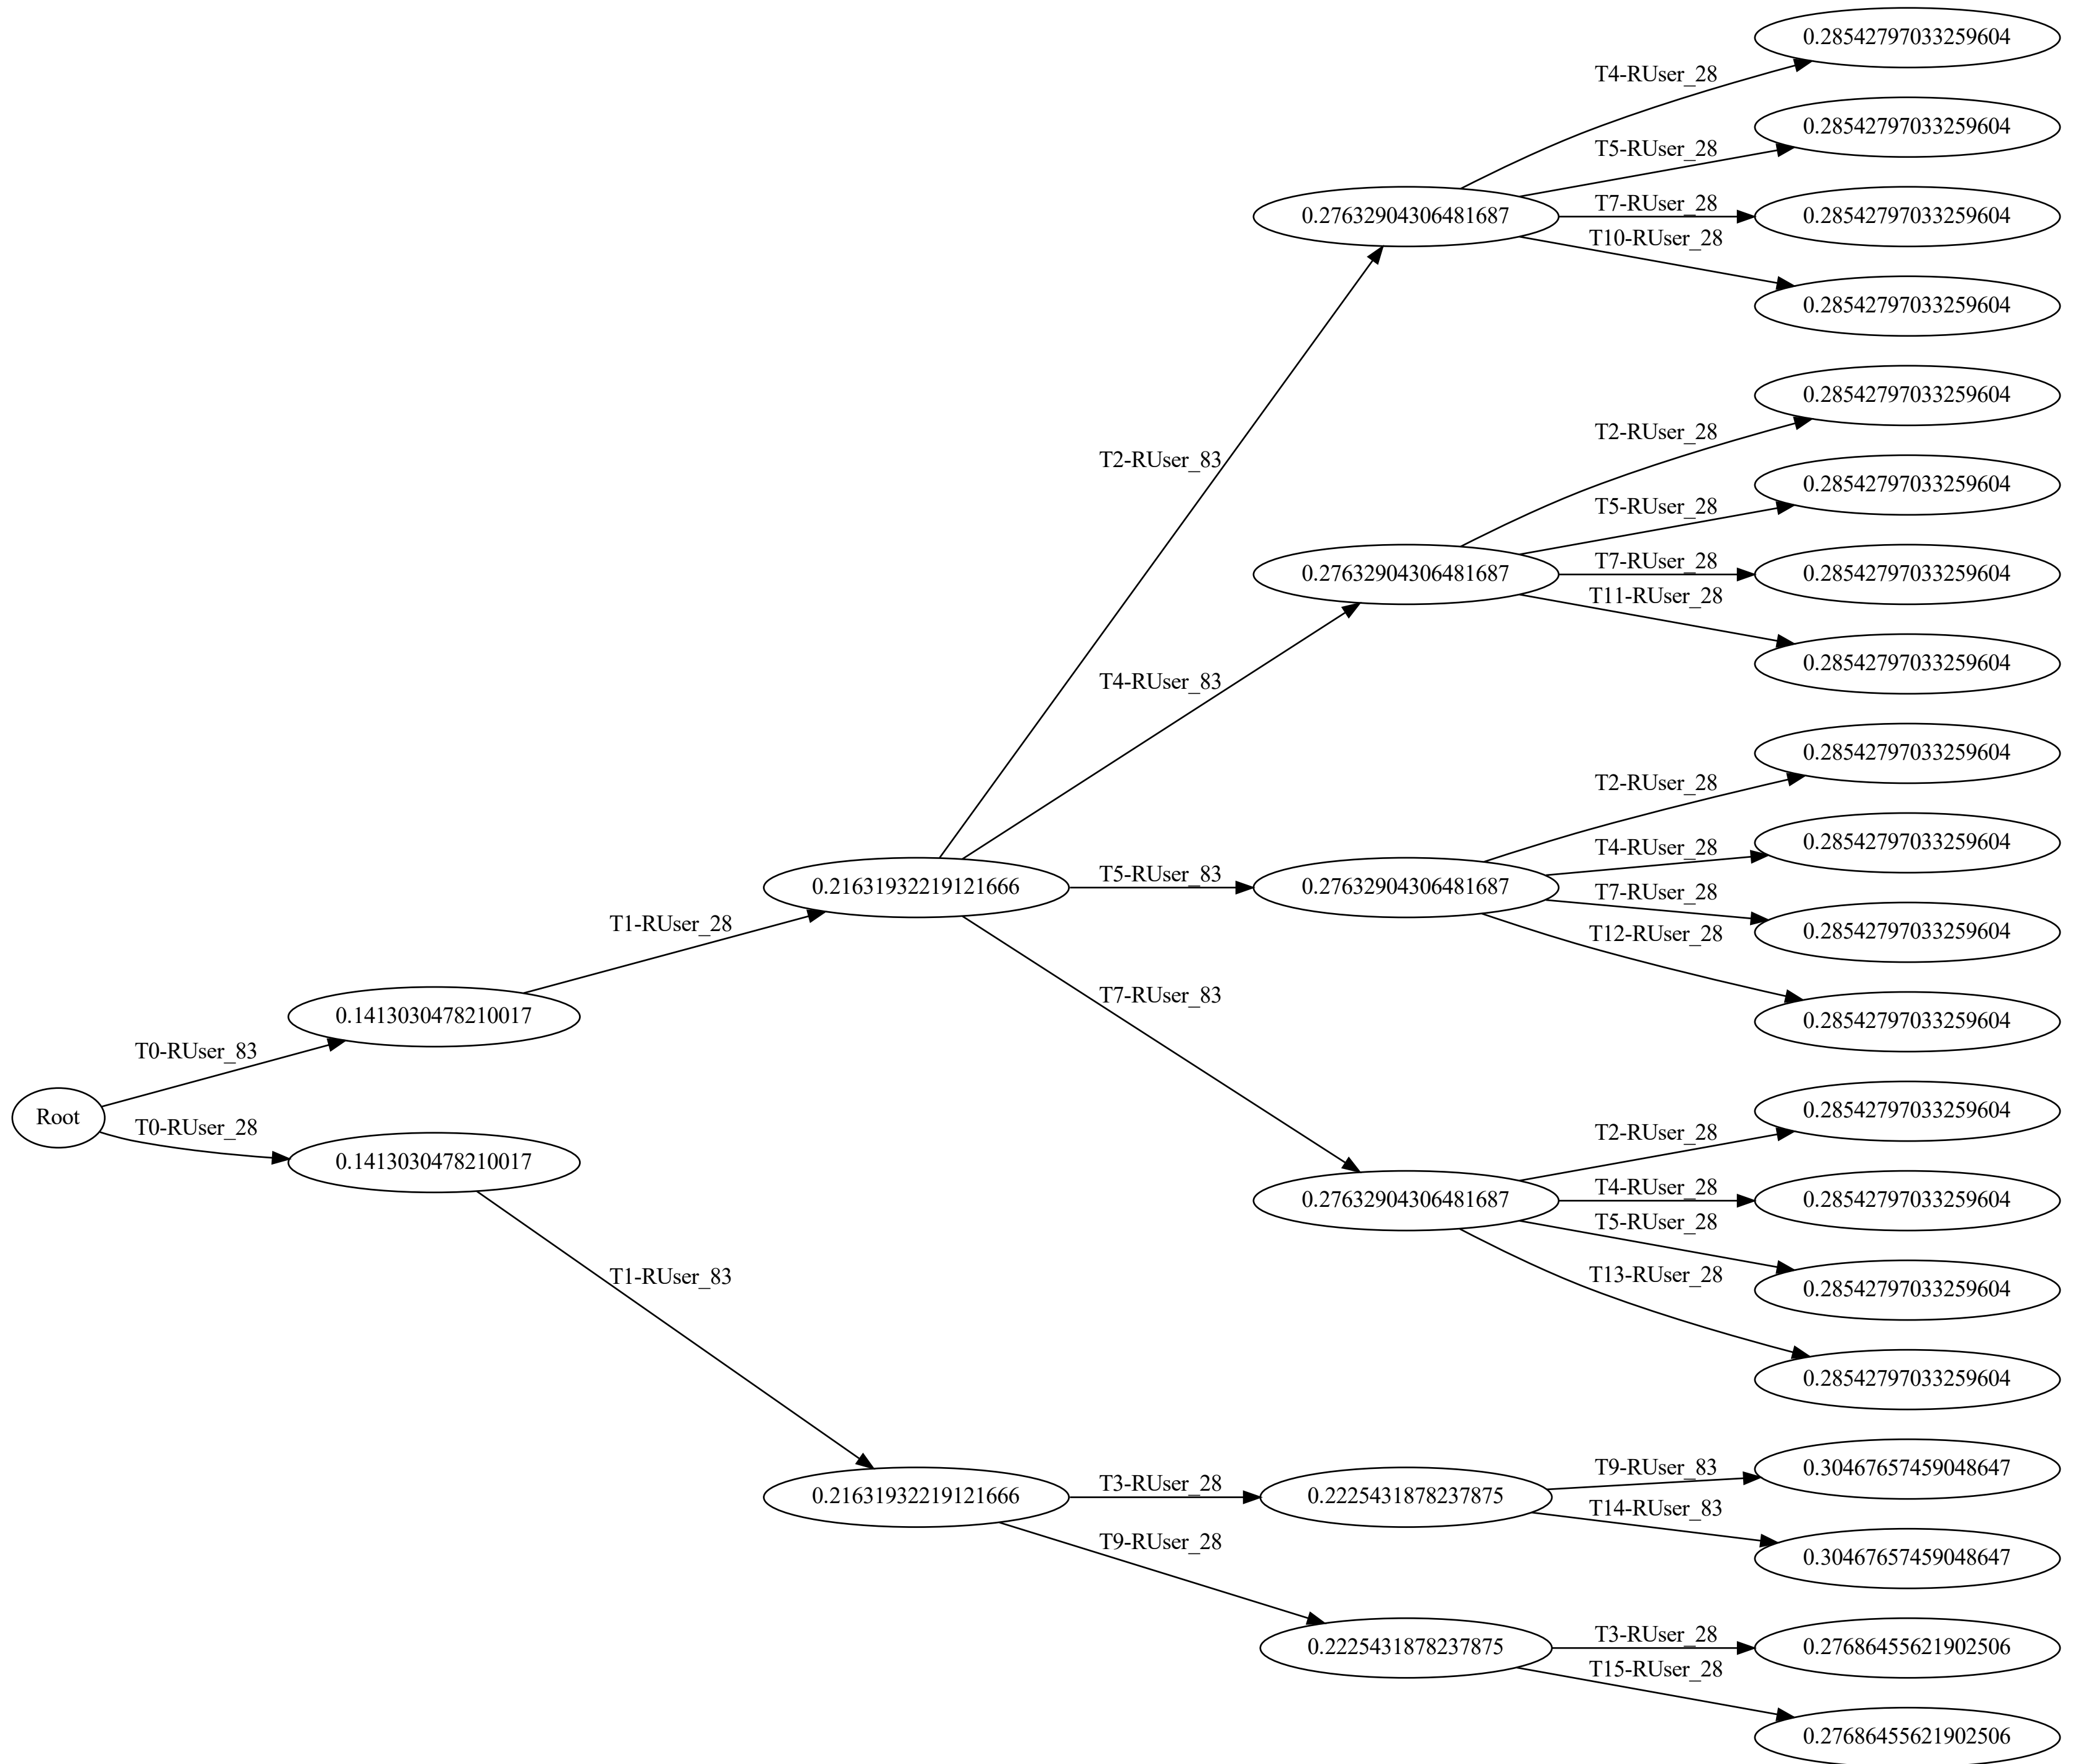 0.28542797033259604
T4-RUser_28
0.28542797033259604
T5-RUser_28
T7-RUser_28
0.27632904306481687
0.28542797033259604
T10-RUser_28
0.28542797033259604
0.28542797033259604
T2-RUser_28
T2-RUser_83
0.28542797033259604
T5-RUser_28
T7-RUser_28
0.27632904306481687
0.28542797033259604
T11-RUser_28
0.28542797033259604
T4-RUser_83
0.28542797033259604
T2-RUser_28
0.28542797033259604
T4-RUser_28
0.21631932219121666
T5-RUser_83
0.27632904306481687
T7-RUser_28
0.28542797033259604
T12-RUser_28
T1-RUser_28
T7-RUser_83
0.28542797033259604
0.1413030478210017
T0-RUser_83
Root
0.28542797033259604
T2-RUser_28
T0-RUser_28
0.1413030478210017
T4-RUser_28
0.27632904306481687
0.28542797033259604
T5-RUser_28
T1-RUser_83
T13-RUser_28
0.28542797033259604
0.28542797033259604
T9-RUser_83
0.30467657459048647
0.21631932219121666
T3-RUser_28
0.2225431878237875
T14-RUser_83
T9-RUser_28
0.30467657459048647
T3-RUser_28
0.2225431878237875
0.27686455621902506
T15-RUser_28
0.27686455621902506